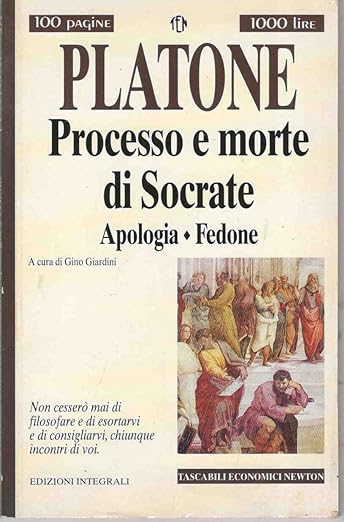 100 PAGINE
TEN
1000 LIRE
PLATONE
Processo e morte
di Socrate
Apologia ♦ Fedone
A cura di Gino Giardini
Non cesserò mai di
filosofare e di esortarvi
e di consigliarvi, chiunque
incontri di voi.
EDIZIONI INTEGRALI
TASCABILI ECONOMICI NEWTON